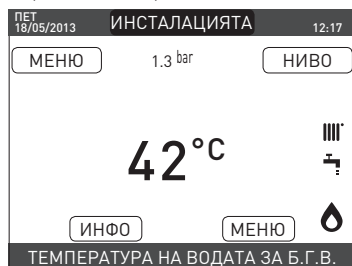 ПЕТ
18/05/2013 ИНСТАЛАЦИЯТА 12:17
МЕНЮ 1.3 bar НИВО
42°C
ИНФО МЕНЮ
ТЕМПЕРАТУРА НА ВОДАТА ЗА Б.Г.В.